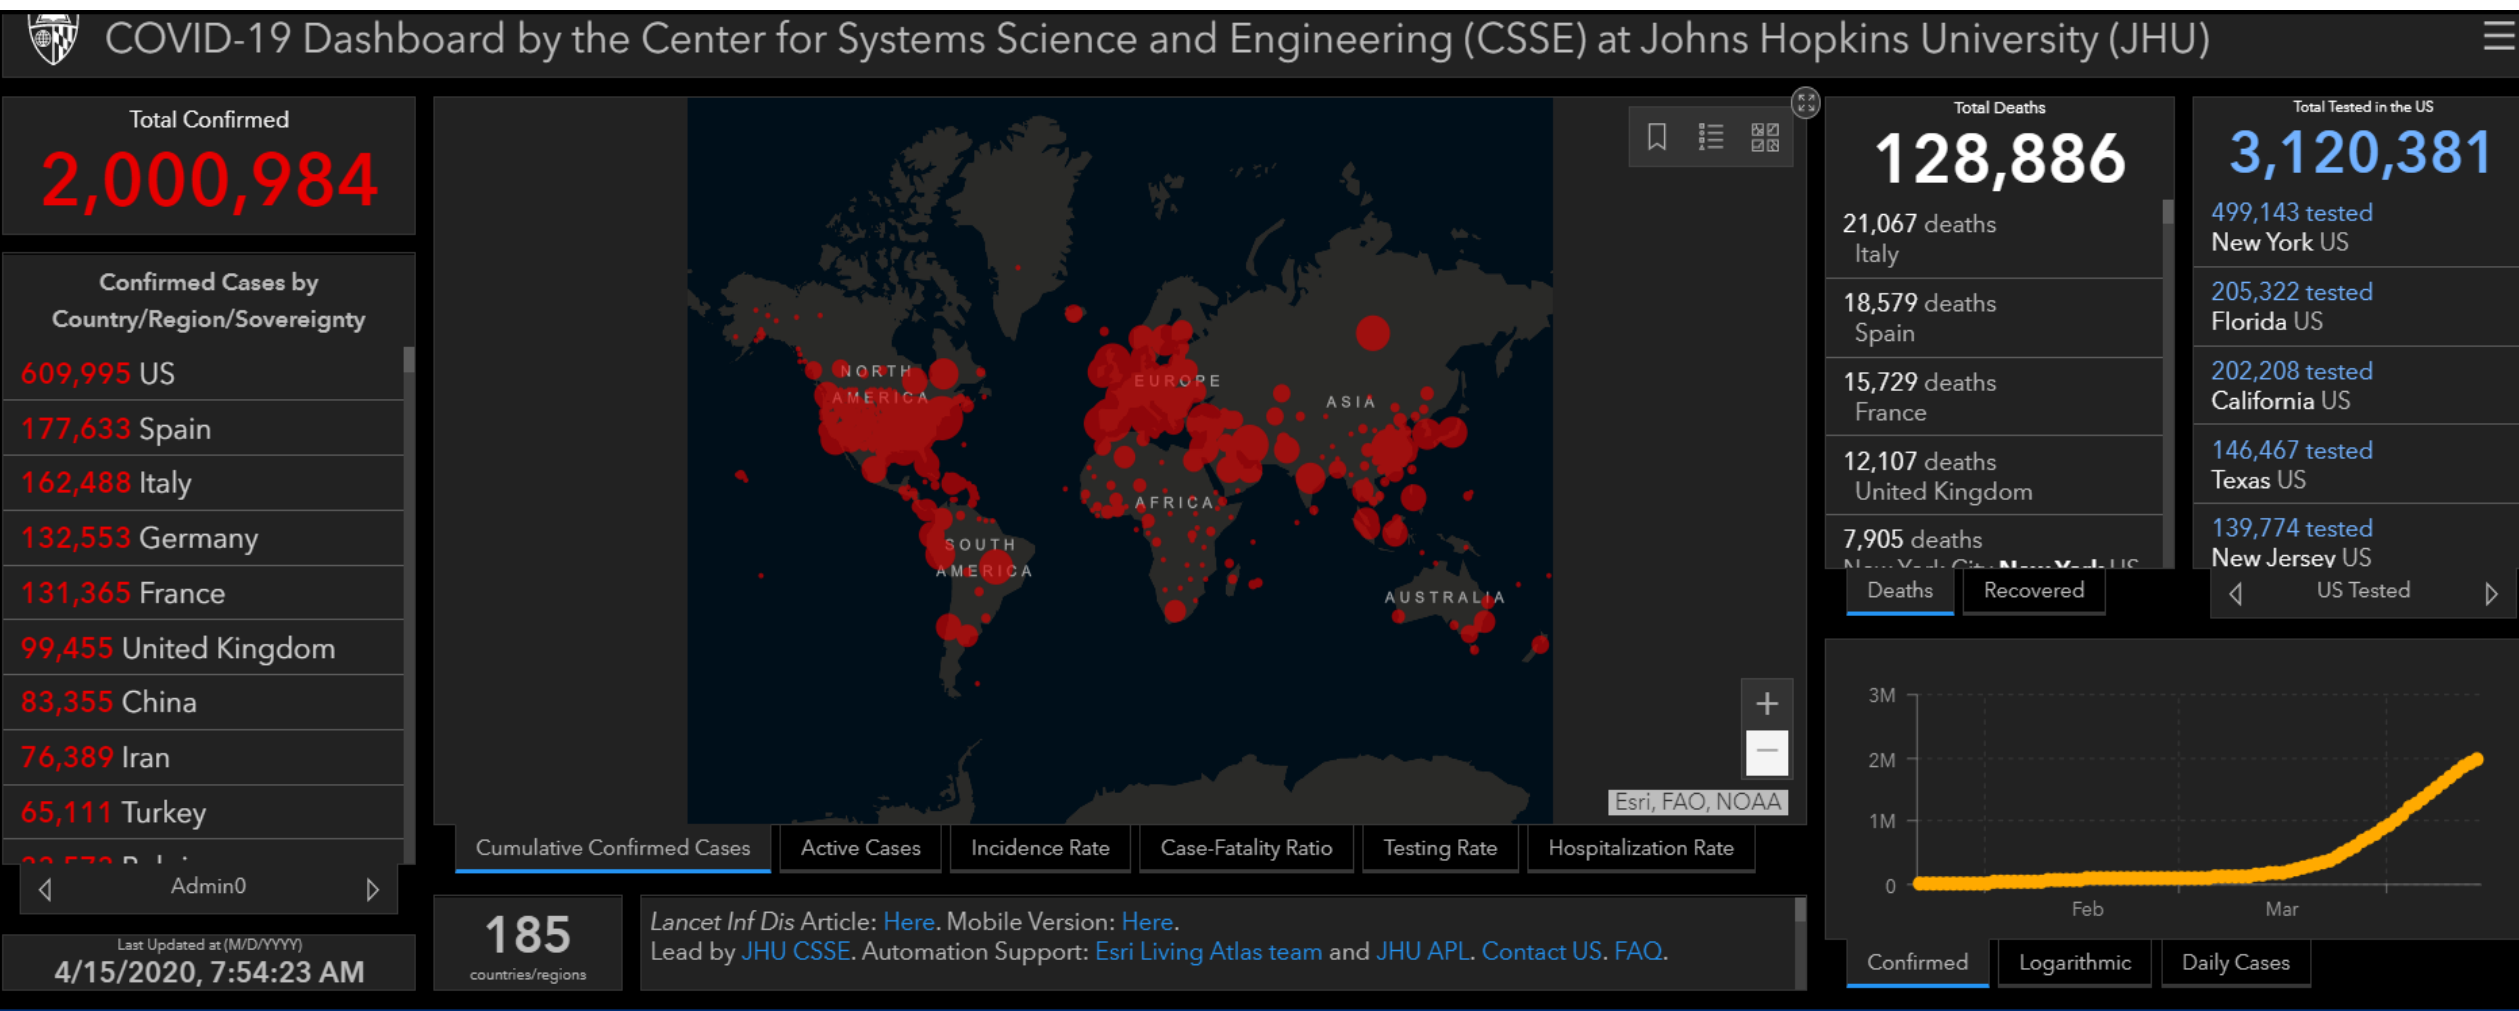 COVID-19 Dashboard by the Center for Systems Science and Engineering (CSSE) at Johns Hopkins University (JHU)
Total Confirmed
2,000,984
Confirmed Cases by
Country/Region/Sovereignty
609,995 US
177,633 Spain
162,488 Italy
132,553 Germany
131,365 France
99,455 United Kingdom
83,355 China
76,389 Iran
65,111 Turkey
Admin0
Last Updated at (M/D/YYYY)
4/15/2020, 7:54:23 AM
NORTH
AMERICA
EUROPE
ASIA
AFRICA
SOUTH
AMERICA
AUSTRALIA
Esri, FAO, NOAA
Cumulative Confirmed Cases
Active Cases
Incidence Rate
Case-Fatality Ratio
Testing Rate
Hospitalization Rate
185
countries/regions
Lancet Inf Dis Article: Here. Mobile Version: Here.
Lead by JHU CSSE. Automation Support: Esri Living Atlas team and JHU APL. Contact US. FAQ.
Total Deaths
128,886
21,067 deaths
Italy
18,579 deaths
Spain
15,729 deaths
France
12,107 deaths
United Kingdom
7,905 deaths
New York City New York US
Deaths
Recovered
Total Tested in the US
3,120,381
499,143 tested
New York US
205,322 tested
Florida US
202,208 tested
California US
146,467 tested
Texas US
139,774 tested
New Jersey US
US Tested
3M
2M
1M
0
Feb
Mar
Confirmed
Logarithmic
Daily Cases